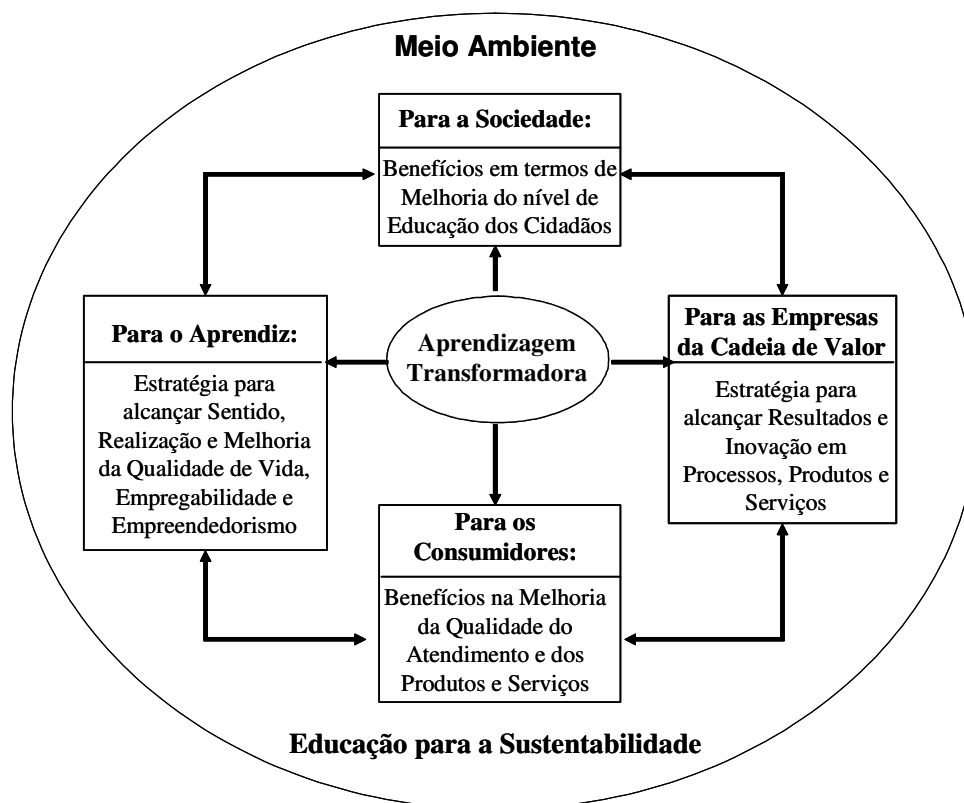 Meio Ambiente
Para a Sociedade:
Benefícios em termos de
Melhoria do nível de
Educação dos Cidadãos
Para o Aprendiz:
Estratégia para
alcançar Sentido,
Realização e Melhoria
da Qualidade de Vida,
Empregabilidade e
Empreendedorismo
Aprendizagem
Transformadora
Para as Empresas
da Cadeia de Valor
Estratégia para
alcançar Resultados e
Inovação em
Processos, Produtos e
Serviços
Para os
Consumidores:
Benefícios na Melhoria
da Qualidade do
Atendimento e dos
Produtos e Serviços
Educação para a Sustentabilidade